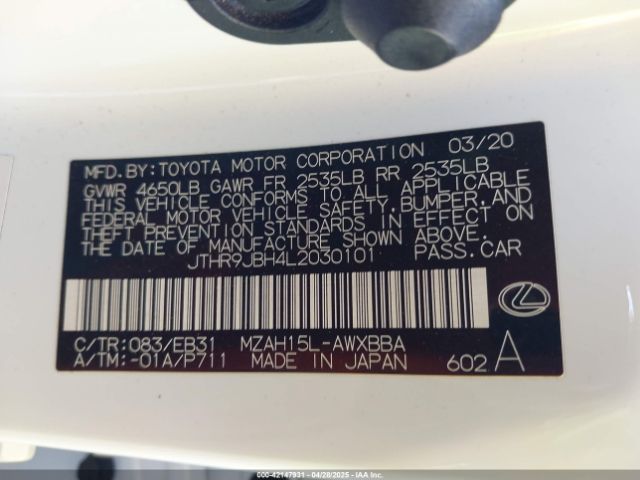 MFD.BY:TOYOTA MOTOR CORPORATION 03/20
GVWR 4650LB GAWR FR 2535LB RR 2535LB
THIS VEHICLE CONFORMS TO ALL APPLICABLE
FEDERAL MOTOR VEHICLE SAFETY, BUMPER, AND
THEFT PREVENTION STANDARDS IN EFFECT ON
THE DATE OF MANUFACTURE SHOWN ABOVE.
JTHR9JBH4L2030101 PASS.CAR
C/TR:083/EB31 MZAH15L-AWXBBA
A/TM:-01A/P711 MADE IN JAPAN 602 A
000-42147931 - 04/28/2025 - IAAI.COM